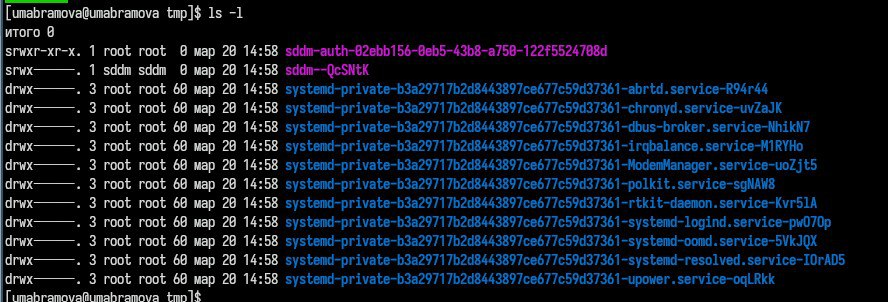 [umabramova@umabramova tmp]$ ls -l
итого 0
srwxr-xr-x. 1 root root  0 мар 20 14:58 sddm-auth-02ebb156-0eb5-43b8-a750-122f5524708d
srwx------. 1 sddm sddm  0 мар 20 14:58 sddm--QcSNtK
drwx------. 3 root root 60 мар 20 14:58 systemd-private-b3a29717b2d8443897ce677c59d37361-abrtd.service-R94r44
drwx------. 3 root root 60 мар 20 14:58 systemd-private-b3a29717b2d8443897ce677c59d37361-chronyd.service-uvZaJK
drwx------. 3 root root 60 мар 20 14:58 systemd-private-b3a29717b2d8443897ce677c59d37361-dbus-broker.service-NhikN7
drwx------. 3 root root 60 мар 20 14:58 systemd-private-b3a29717b2d8443897ce677c59d37361-irqbalance.service-M1RYHo
drwx------. 3 root root 60 мар 20 14:58 systemd-private-b3a29717b2d8443897ce677c59d37361-ModemManager.service-uoZjt5
drwx------. 3 root root 60 мар 20 14:58 systemd-private-b3a29717b2d8443897ce677c59d37361-polkit.service-sgNAW8
drwx------. 3 root root 60 мар 20 14:58 systemd-private-b3a29717b2d8443897ce677c59d37361-rtkit-daemon.service-Kvr5lA
drwx------. 3 root root 60 мар 20 14:58 systemd-private-b3a29717b2d8443897ce677c59d37361-systemd-logind.service-pwO7Op
drwx------. 3 root root 60 мар 20 14:58 systemd-private-b3a29717b2d8443897ce677c59d37361-systemd-oomd.service-5VkJQX
drwx------. 3 root root 60 мар 20 14:58 systemd-private-b3a29717b2d8443897ce677c59d37361-systemd-resolved.service-IOrAD5
drwx------. 3 root root 60 мар 20 14:58 systemd-private-b3a29717b2d8443897ce677c59d37361-upower.service-oqLRkk
[umabramova@umabramova tmp]$